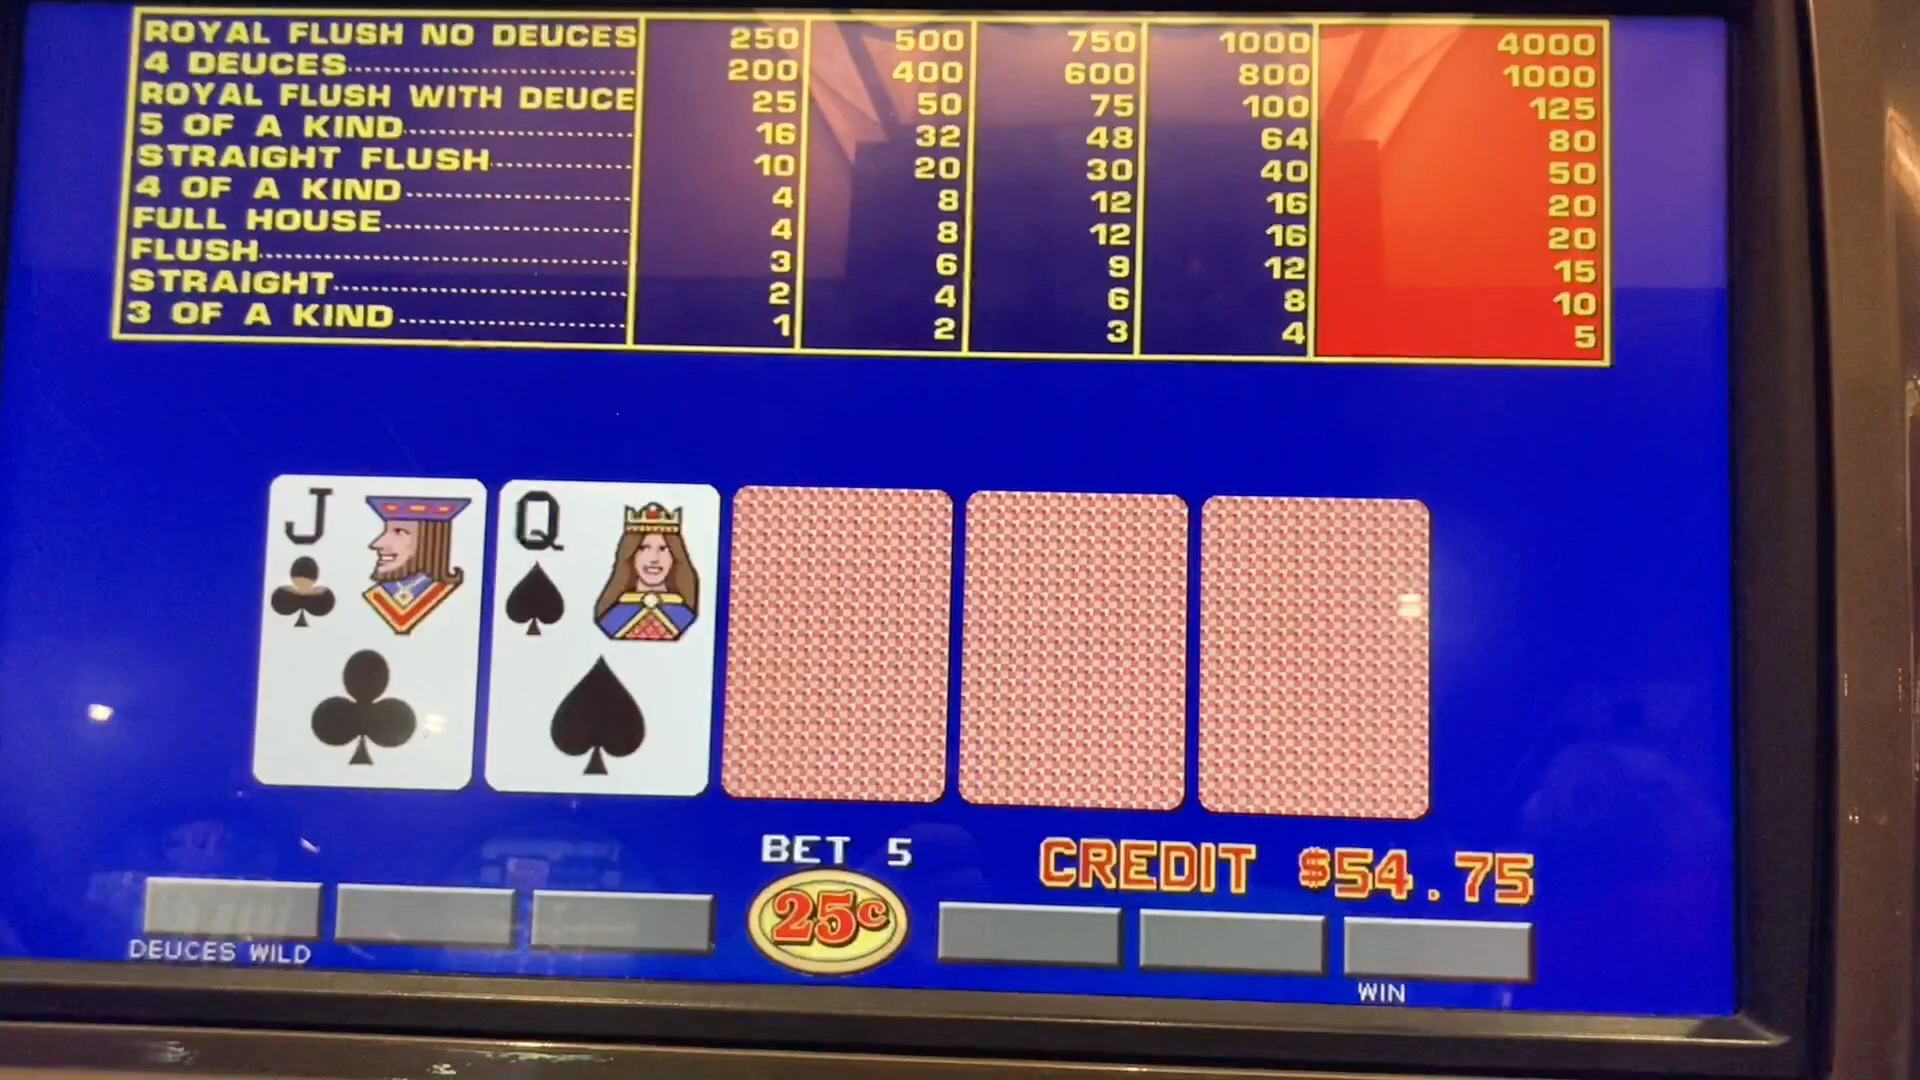 ROYAL FLUSH NO DEUCES 250 500 750 1000 4000
4 DEUCES 200 400 600 800 1000
ROYAL FLUSH WITH DEUCE 25 50 75 100 125
5 OF A KIND 16 32 48 64 80
STRAIGHT FLUSH 10 20 30 40 50
4 OF A KIND 4 8 12 16 20
FULL HOUSE 4 8 12 16 20
FLUSH 3 6 9 12 15
STRAIGHT 2 4 6 8 10
3 OF A KIND 1 2 3 4 5
J Q
BET 5 CREDIT $54.75
25¢
DEUCES WILD
WIN